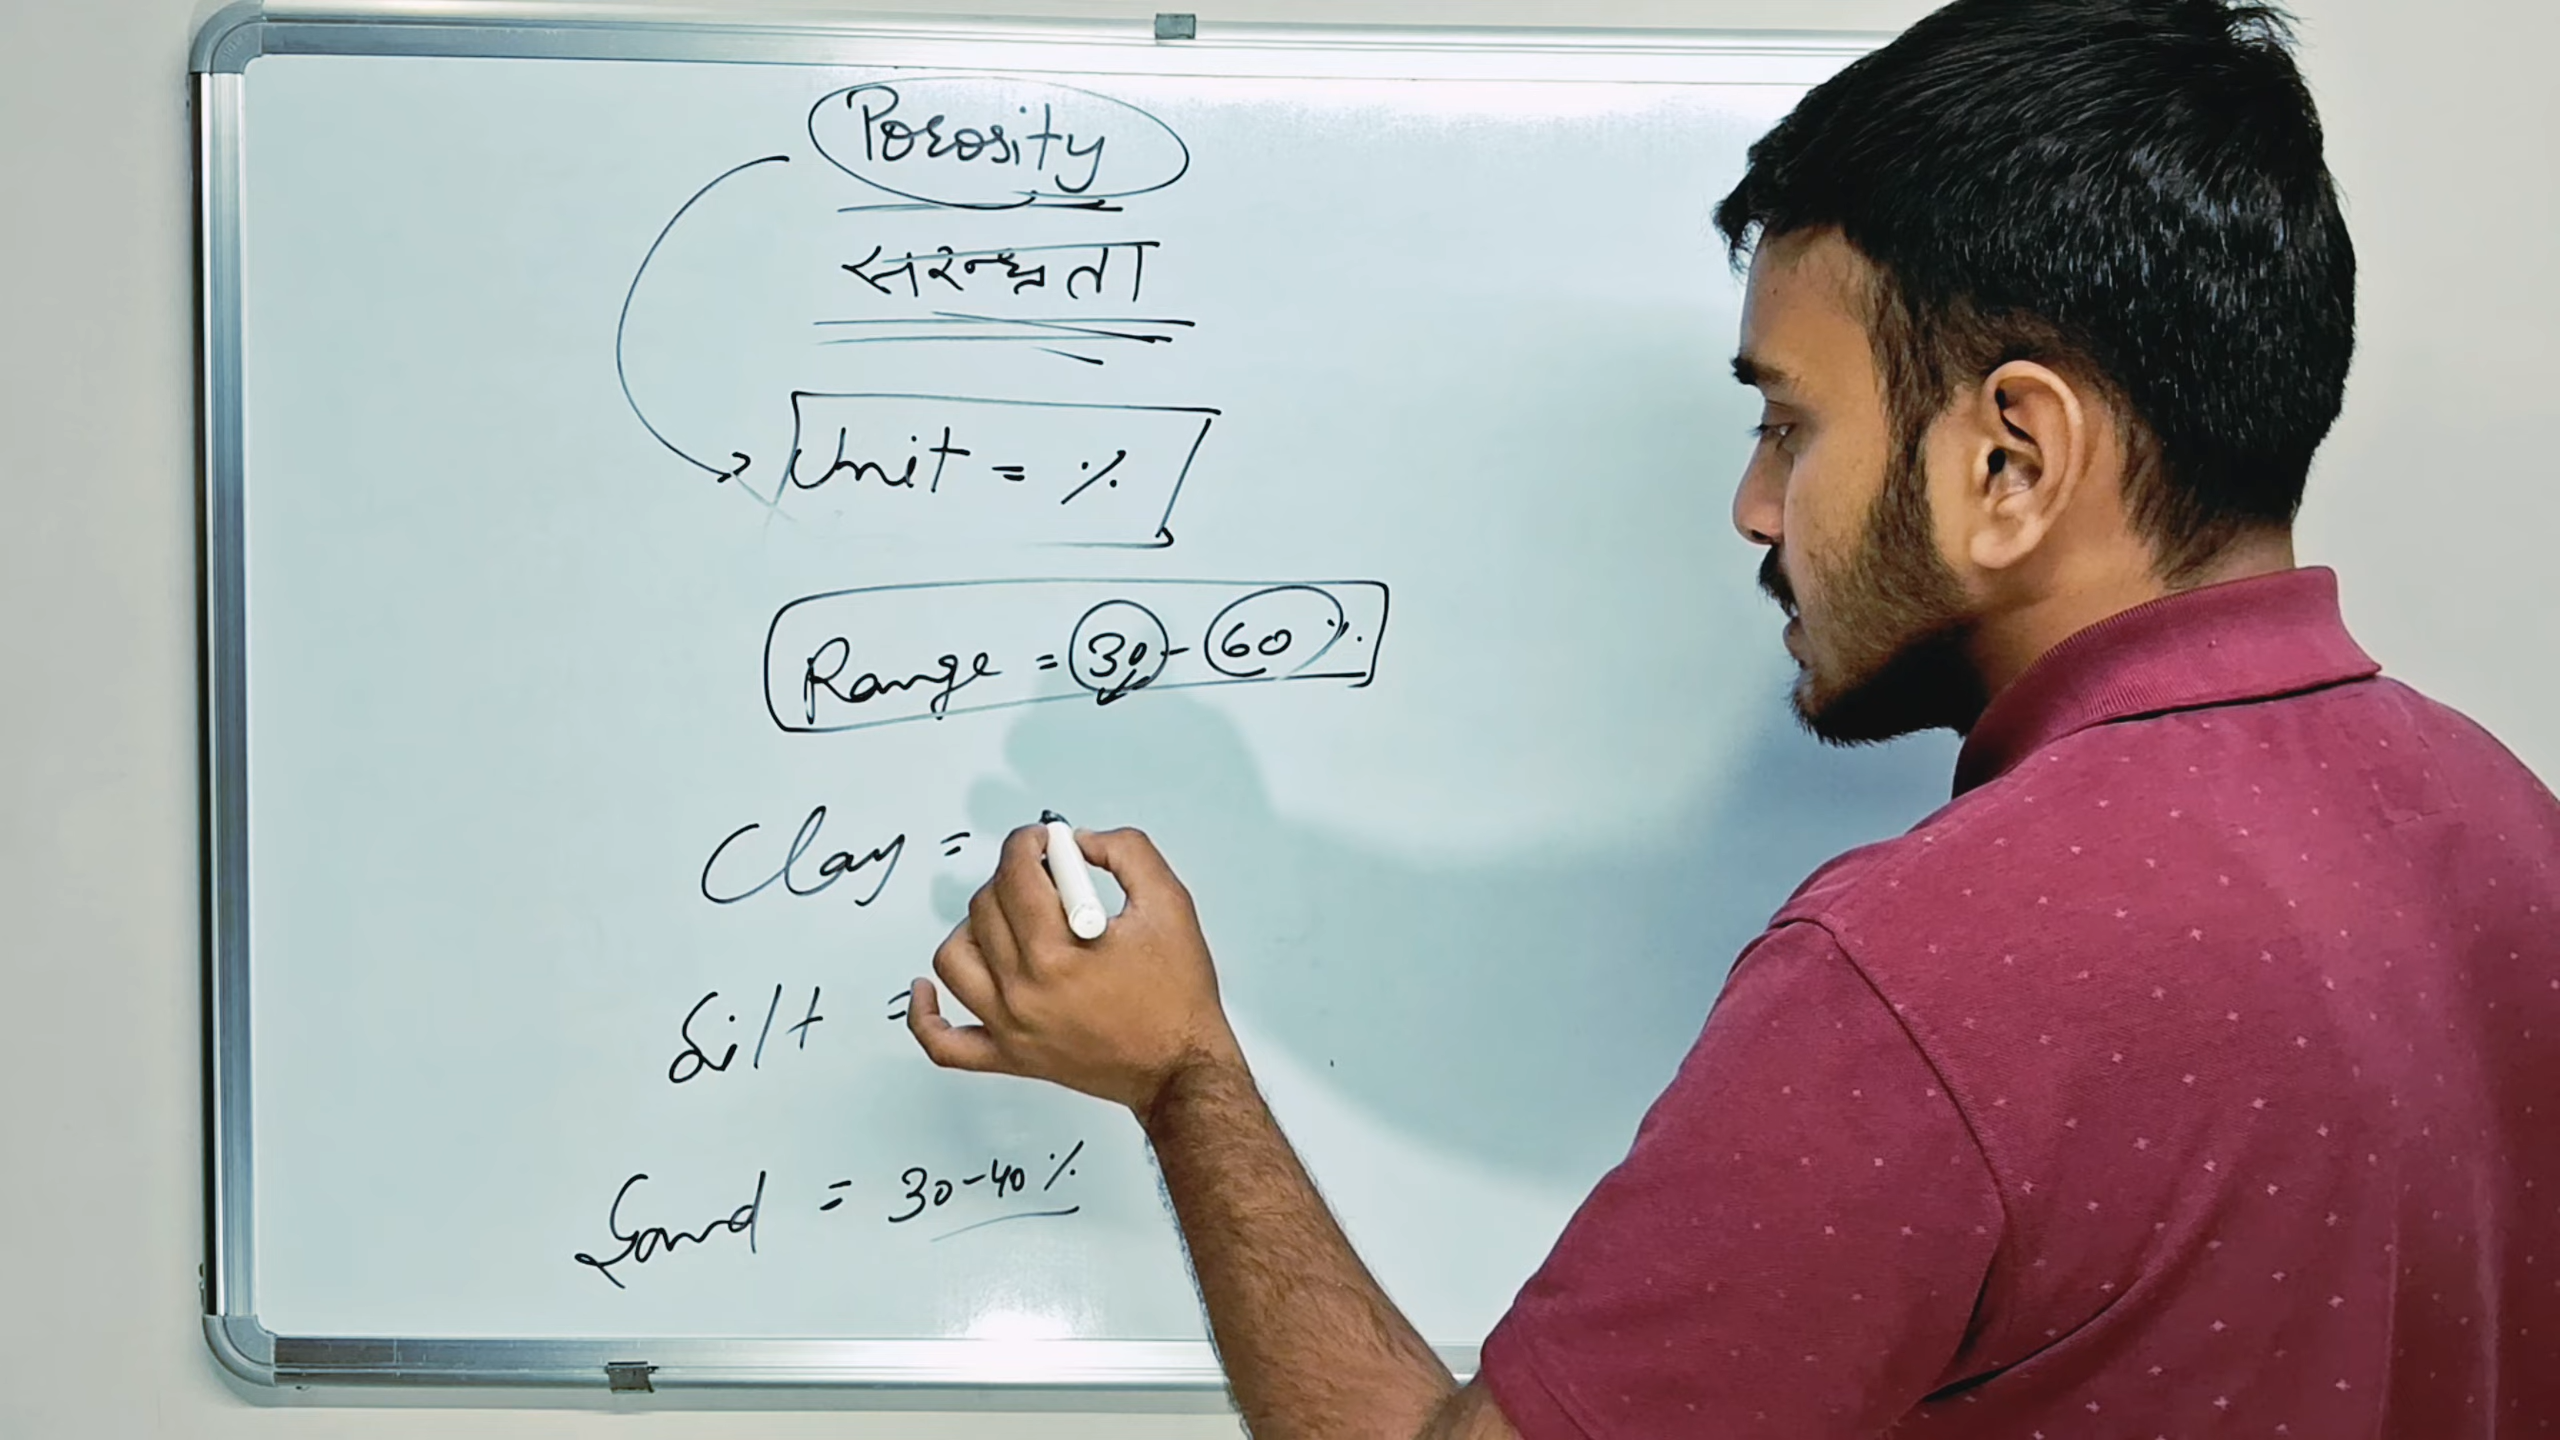 Porosity
सरन्ध्रता
Unit = %
Range = 30 - 60 %.
Clay =
Silt =
Sand = 30-40 %